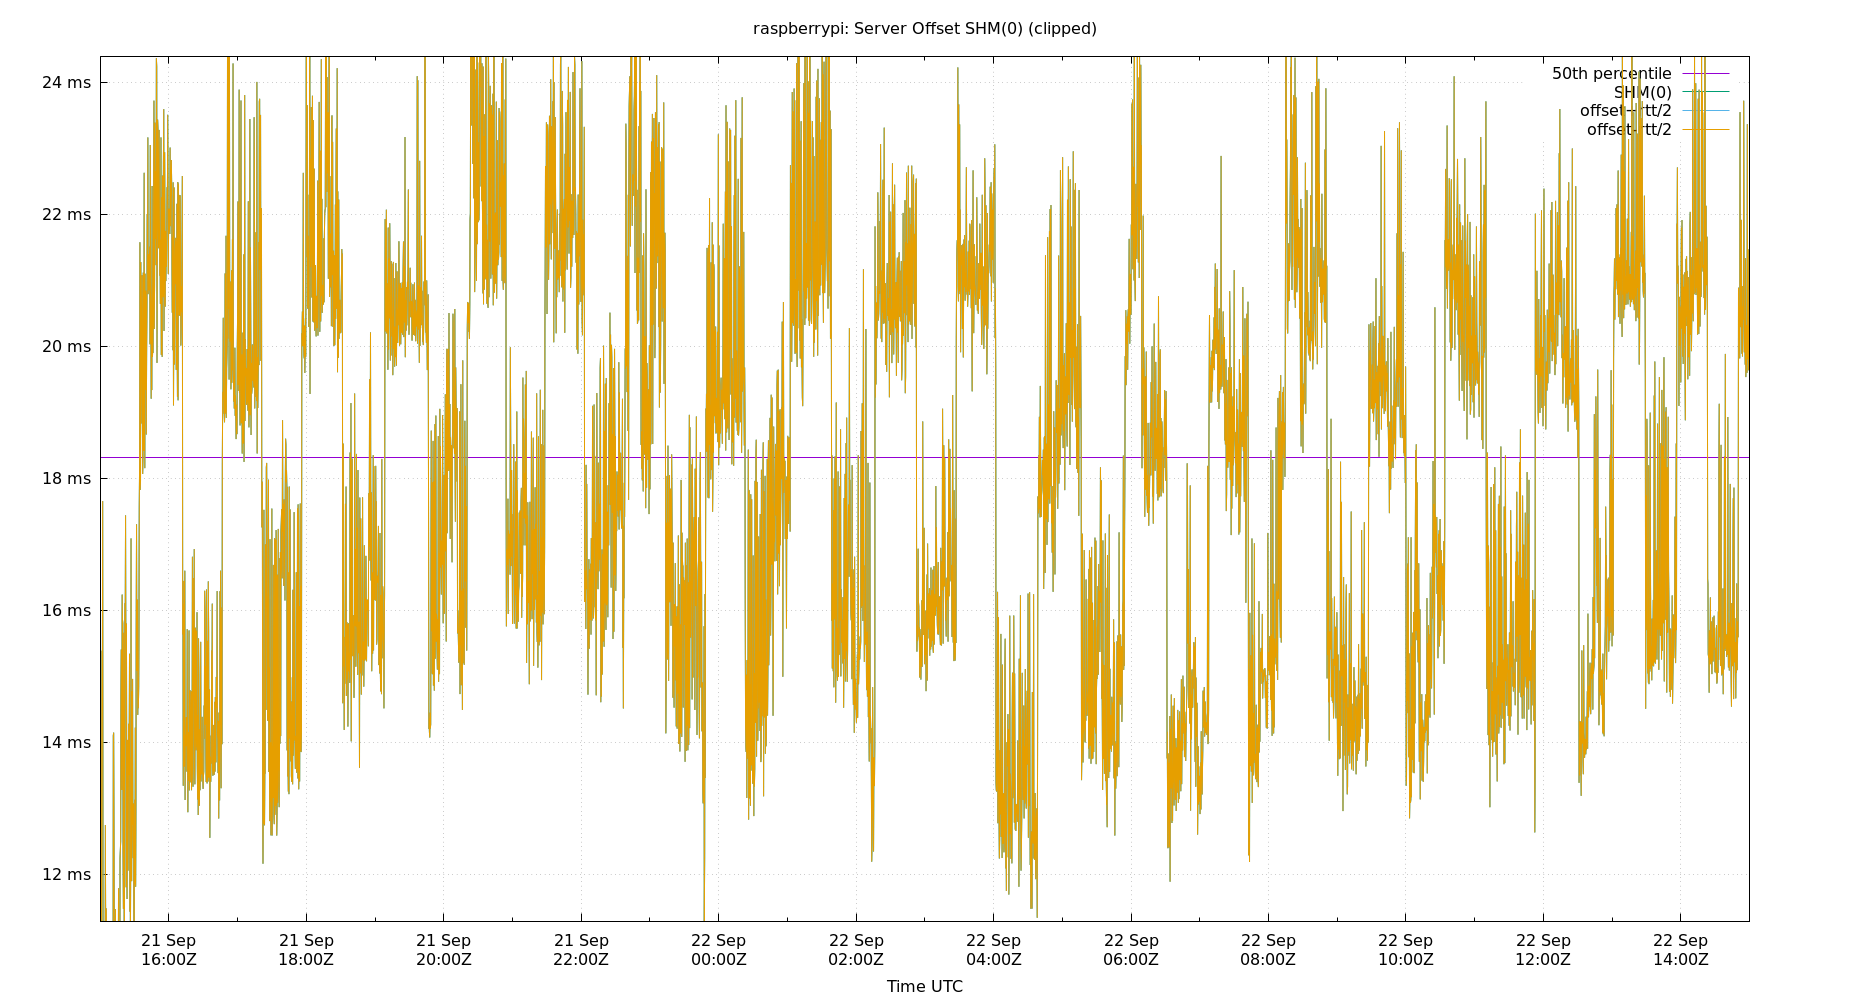 raspberrypi: Server Offset SHM(0) (clipped)
24 ms
22 ms
20 ms
18 ms
16 ms
14 ms
12 ms
50th percentile
SHM(0)
offset-rtt/2
offset-rtt/2
21 Sep 21 Sep 21 Sep 21 Sep 22 Sep 22 Sep 22 Sep 22 Sep 22 Sep 22 Sep 22 Sep 22 Sep
16:00Z 18:00Z 20:00Z 22:00Z 00:00Z 02:00Z 04:00Z 06:00Z 08:00Z 10:00Z 12:00Z 14:00Z
Time UTC